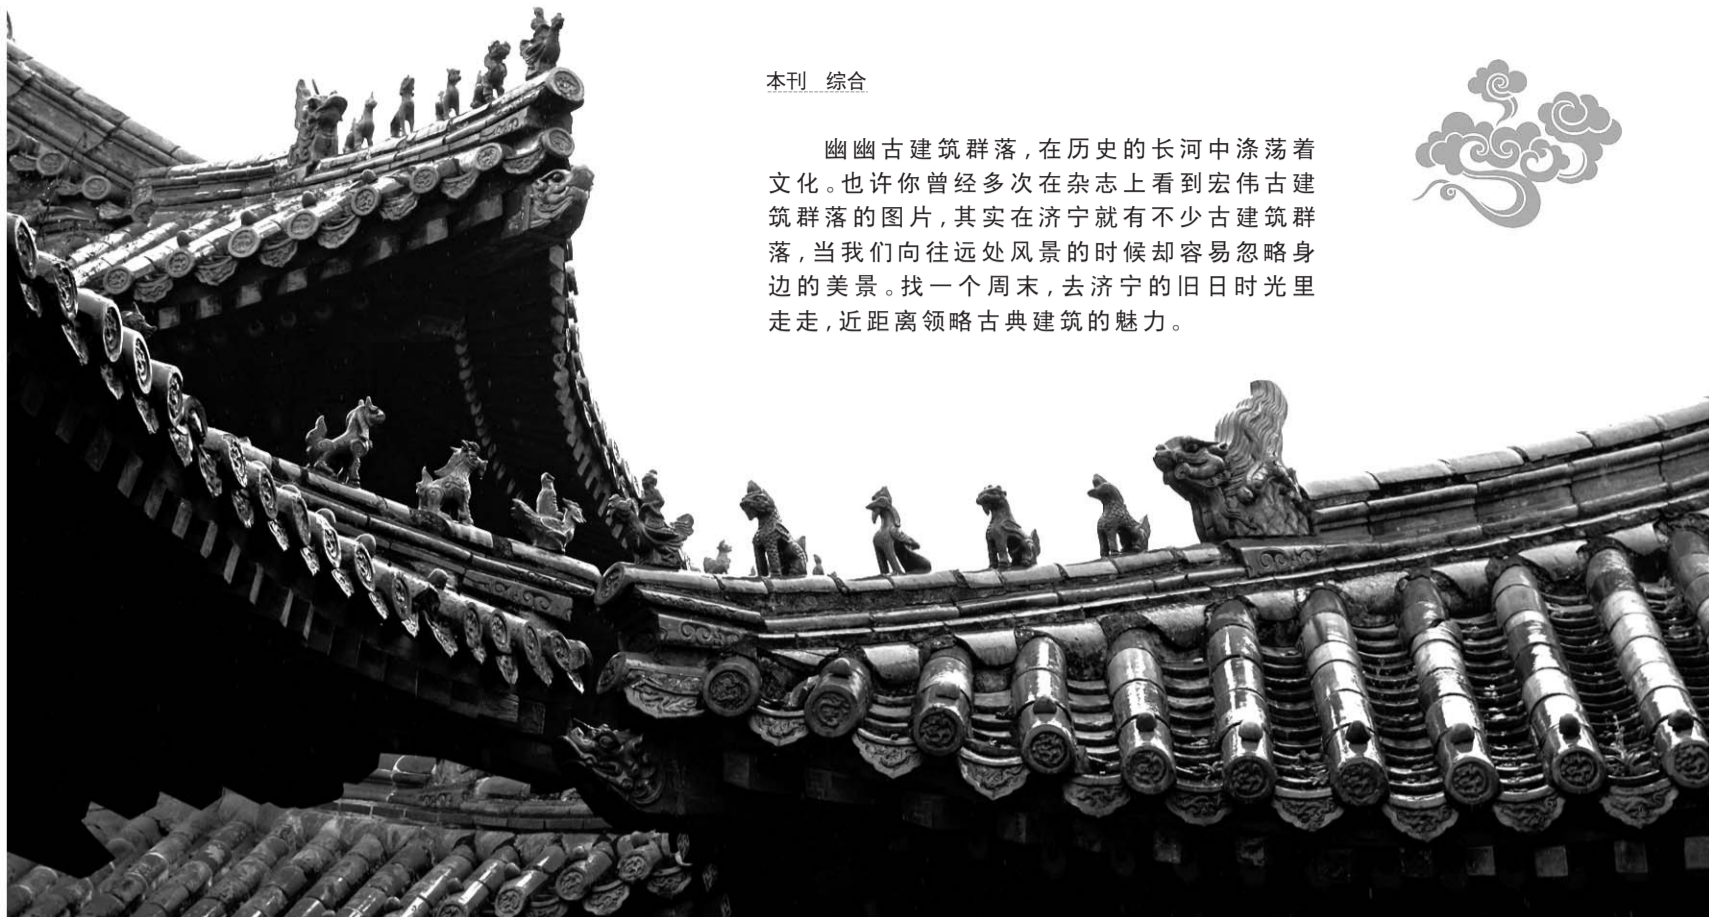 本刊　综合
幽幽古建筑群落,在历史的长河中涤荡着
文化。也许你曾经多次在杂志上看到宏伟古建
筑群落的图片,其实在济宁就有不少古建筑群
落,当我们向往远处风景的时候却容易忽略身
边的美景。找一个周末,去济宁的旧日时光里
走走,近距离领略古典建筑的魅力。